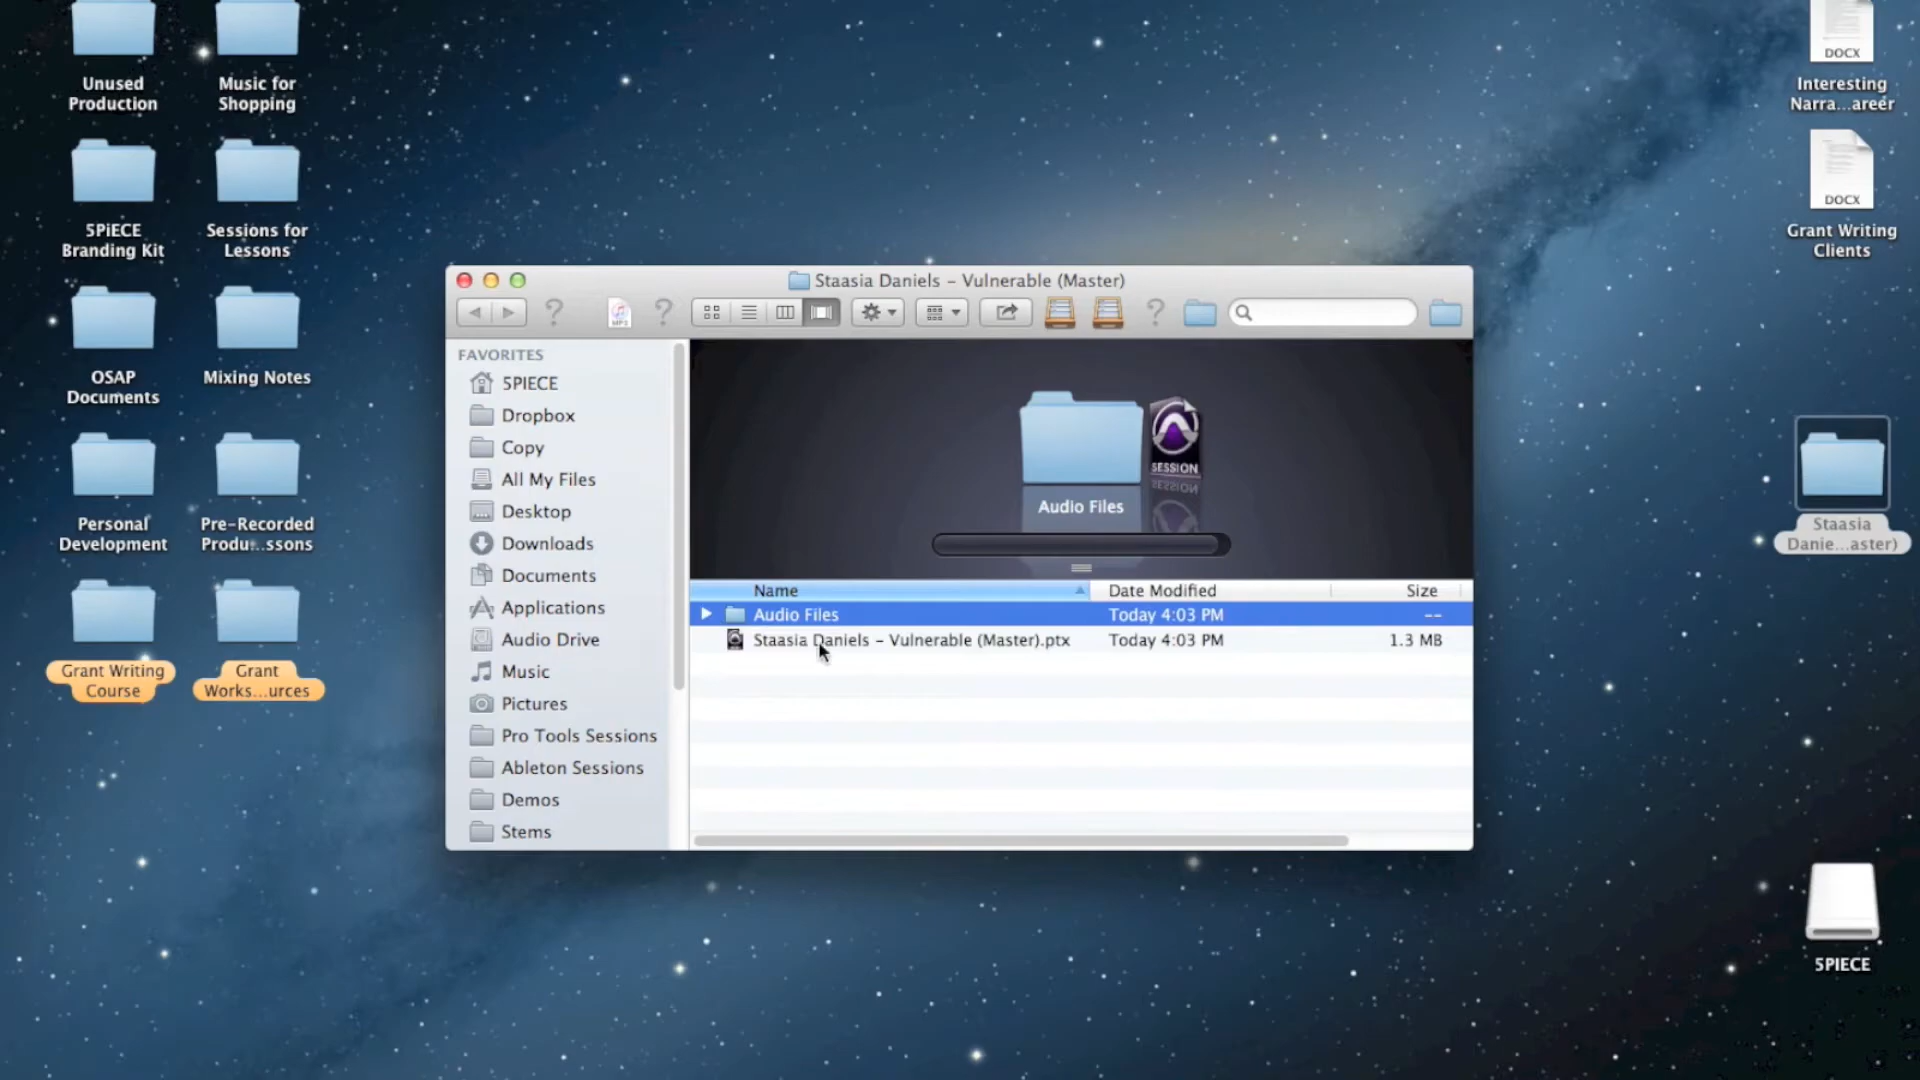 Unused
Production
Music for
Shopping
5PiECE
Branding Kit
Sessions for
Lessons
OSAP
Documents
Mixing Notes
Personal
Development
Pre-Recorded
Produ...ssons
Grant Writing
Course
Grant
Works...urces
Staasia Daniels – Vulnerable (Master)
MP3
FAVORITES
5PIECE
Dropbox
Copy
All My Files
Desktop
Downloads
Documents
Applications
Audio Drive
Music
Pictures
Pro Tools Sessions
Ableton Sessions
Demos
Stems
SESSION
Audio Files
Name Date Modified Size
Audio Files Today 4:03 PM --
Staasia Daniels – Vulnerable (Master).ptx Today 4:03 PM 1.3 MB
DOCX
Interesting
Narra...areer
DOCX
Grant Writing
Clients
Staasia
Danie...aster)
5PIECE